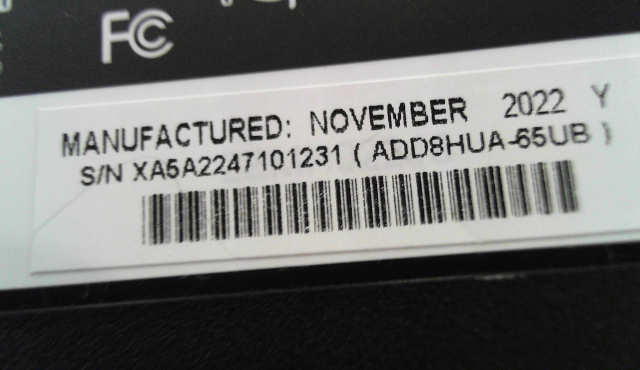 FC
MANUFACTURED: NOVEMBER 2022 Y
S/N XA5A2247101231 ( ADD8HUA-65UB )